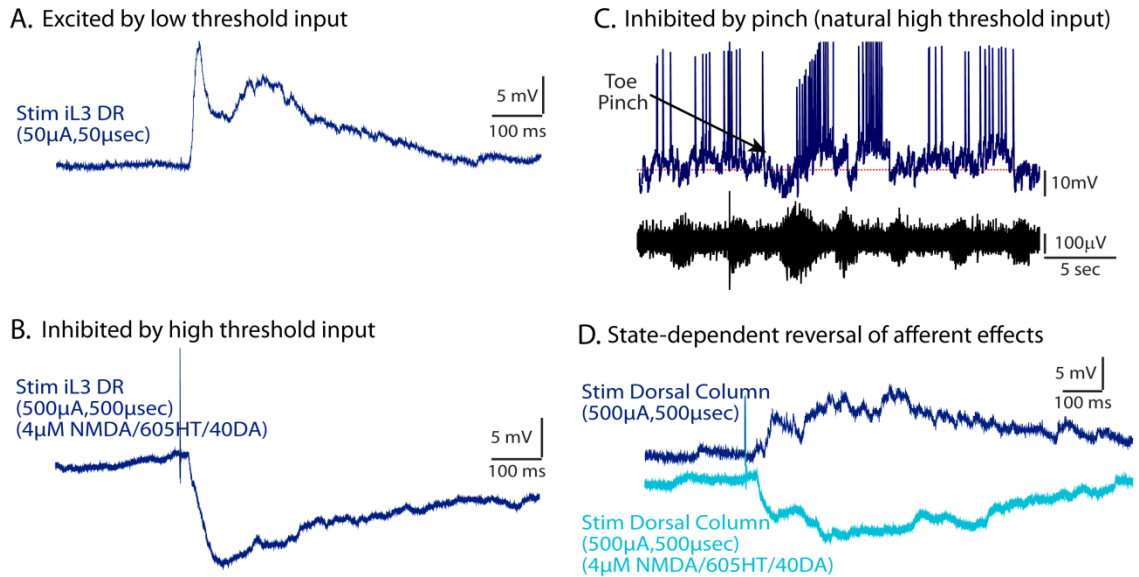 A. Excited by low threshold input
Stim iL3 DR
(50µA,50µsec)
5 mV
100 ms
B. Inhibited by high threshold input
Stim iL3 DR
(500µA,500µsec)
(4µM NMDA/605HT/40DA)
5 mV
100 ms
C. Inhibited by pinch (natural high threshold input)
Toe
Pinch
10mV
100µV
5 sec
D. State-dependent reversal of afferent effects
Stim Dorsal Column
(500µA,500µsec)
5 mV
100 ms
Stim Dorsal Column
(500µA,500µsec)
(4µM NMDA/605HT/40DA)